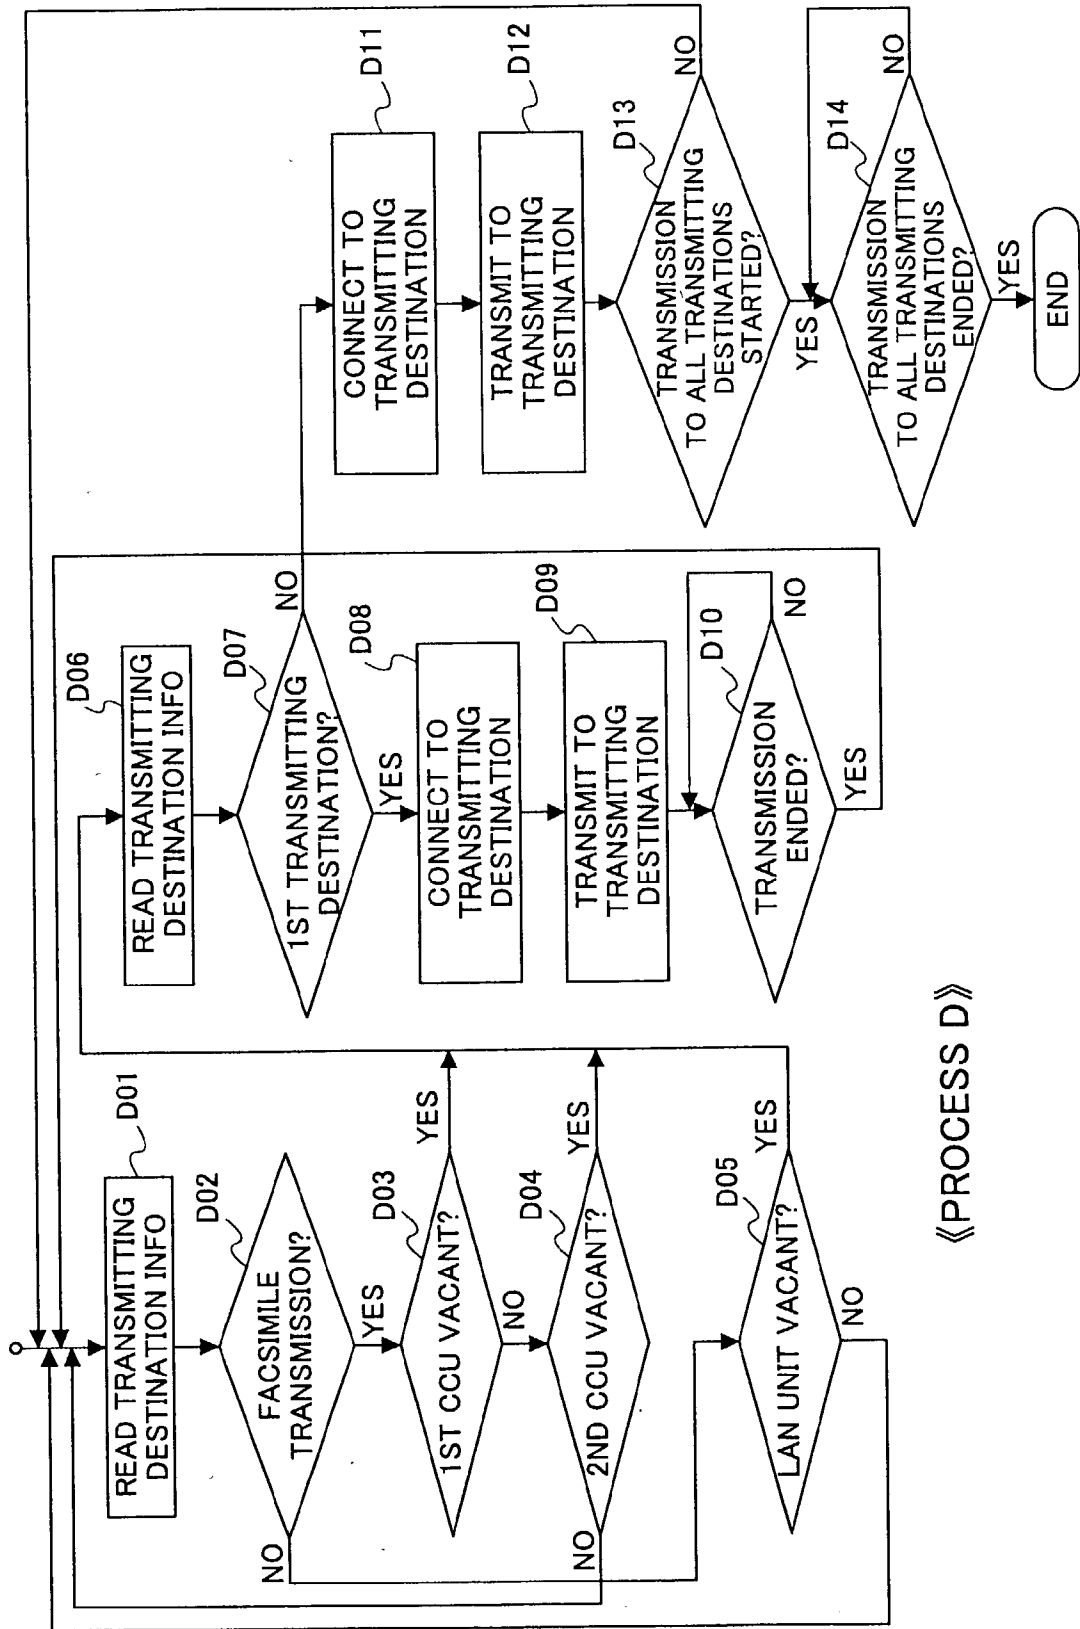 READ TRANSMITTING
DESTINATION INFO
D01
FACSIMILE
TRANSMISSION?
D02
YES
NO
1ST CCU VACANT?
D03
YES
NO
2ND CCU VACANT?
D04
YES
NO
LAN UNIT VACANT?
D05
YES
NO
READ TRANSMITTING
DESTINATION INFO
D06
1ST TRANSMITTING
DESTINATION?
D07
NO
YES
CONNECT TO
TRANSMITTING
DESTINATION
D08
TRANSMIT TO
TRANSMITTING
DESTINATION
D09
TRANSMISSION
ENDED?
D10
NO
YES
CONNECT TO
TRANSMITTING
DESTINATION
D11
TRANSMIT TO
TRANSMITTING
DESTINATION
D12
TRANSMISSION
TO ALL TRANSMITTING
DESTINATIONS
STARTED?
D13
NO
YES
TRANSMISSION
TO ALL TRANSMITTING
DESTINATIONS
ENDED?
D14
NO
YES
END
《PROCESS D》